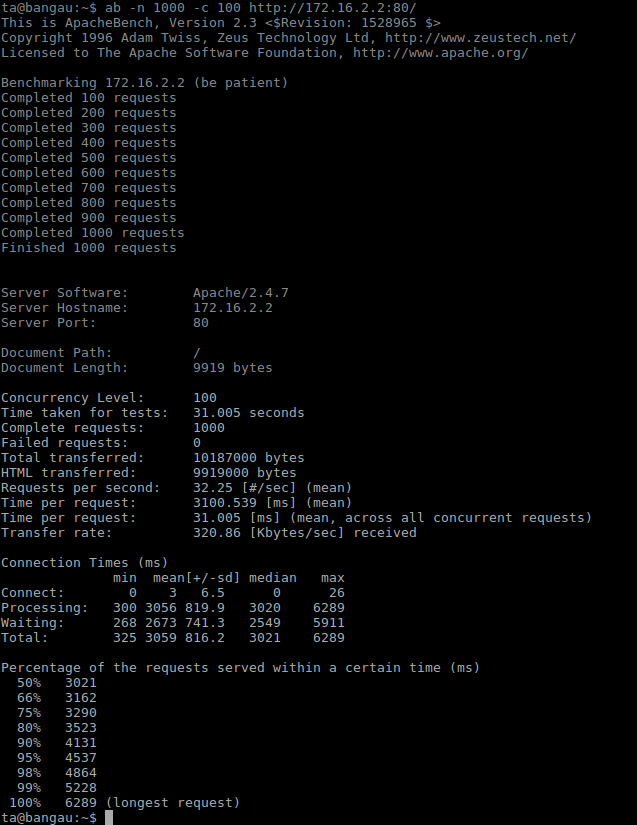 ta@bangau:~$ ab -n 1000 -c 100 http://172.16.2.2:80/
This is ApacheBench, Version 2.3 <$Revision: 1528965 $>
Copyright 1996 Adam Twiss, Zeus Technology Ltd, http://www.zeustech.net/
Licensed to The Apache Software Foundation, http://www.apache.org/

Benchmarking 172.16.2.2 (be patient)
Completed 100 requests
Completed 200 requests
Completed 300 requests
Completed 400 requests
Completed 500 requests
Completed 600 requests
Completed 700 requests
Completed 800 requests
Completed 900 requests
Completed 1000 requests
Finished 1000 requests


Server Software:        Apache/2.4.7
Server Hostname:        172.16.2.2
Server Port:            80

Document Path:          /
Document Length:        9919 bytes

Concurrency Level:      100
Time taken for tests:   31.005 seconds
Complete requests:      1000
Failed requests:        0
Total transferred:      10187000 bytes
HTML transferred:       9919000 bytes
Requests per second:    32.25 [#/sec] (mean)
Time per request:       3100.539 [ms] (mean)
Time per request:       31.005 [ms] (mean, across all concurrent requests)
Transfer rate:          320.86 [Kbytes/sec] received

Connection Times (ms)
              min  mean[+/-sd] median   max
Connect:        0    3   6.5      0      26
Processing:   300 3056 819.9   3020    6289
Waiting:      268 2673 741.3   2549    5911
Total:        325 3059 816.2   3021    6289

Percentage of the requests served within a certain time (ms)
  50%   3021
  66%   3162
  75%   3290
  80%   3523
  90%   4131
  95%   4537
  98%   4864
  99%   5228
 100%   6289 (longest request)
ta@bangau:~$